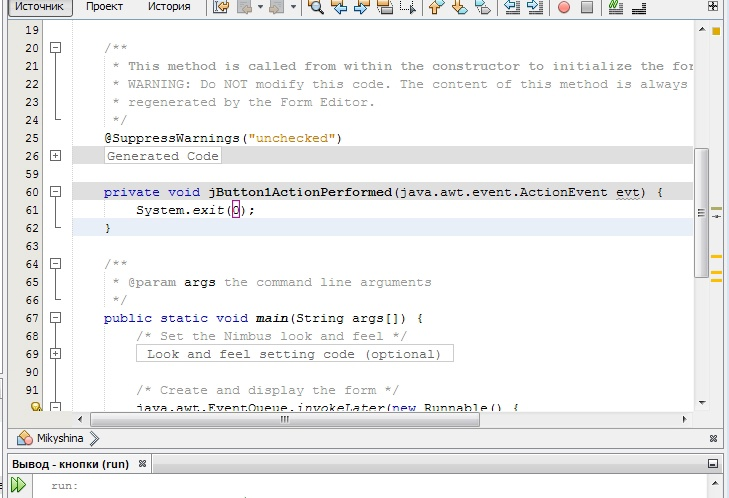 Источник Проект История
19
20 /**
21 * This method is called from within the constructor to initialize the for
22 * WARNING: Do NOT modify this code. The content of this method is always
23 * regenerated by the Form Editor.
24 */
25 @SuppressWarnings("unchecked")
26 Generated Code
59
60 private void jButton1ActionPerformed(java.awt.event.ActionEvent evt) {
61 System.exit(0);
62 }
63
64 /**
65 * @param args the command line arguments
66 */
67 public static void main(String args[]) {
68 /* Set the Nimbus look and feel */
69 Look and feel setting code (optional)
90
91 /* Create and display the form */
java.awt.EventQueue.invokeLater(new Runnable() {
Mikyshina
Вывод - кнопки (run)
run: